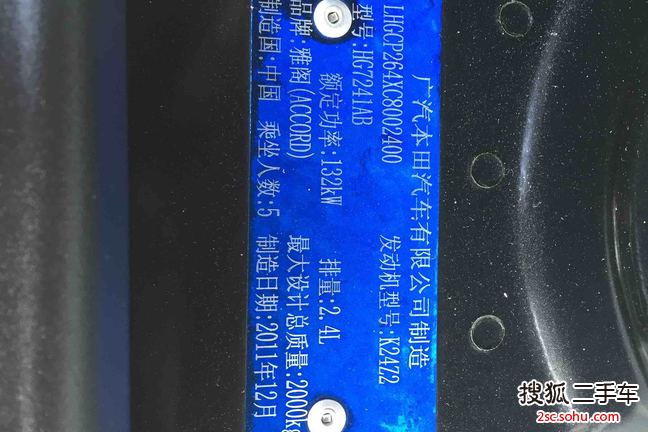 广汽本田汽车有限公司制造
LHGCP264XC8002400
型号:HG7241AB 发动机型号:K24Z2
额定功率:132kW 排量:2.4L
品牌:雅阁(ACCORD) 最大设计总质量:2000kg
制造国:中国 乘坐人数:5 制造日期:2011年12月
搜狐 二手车
2sc.sohu.com